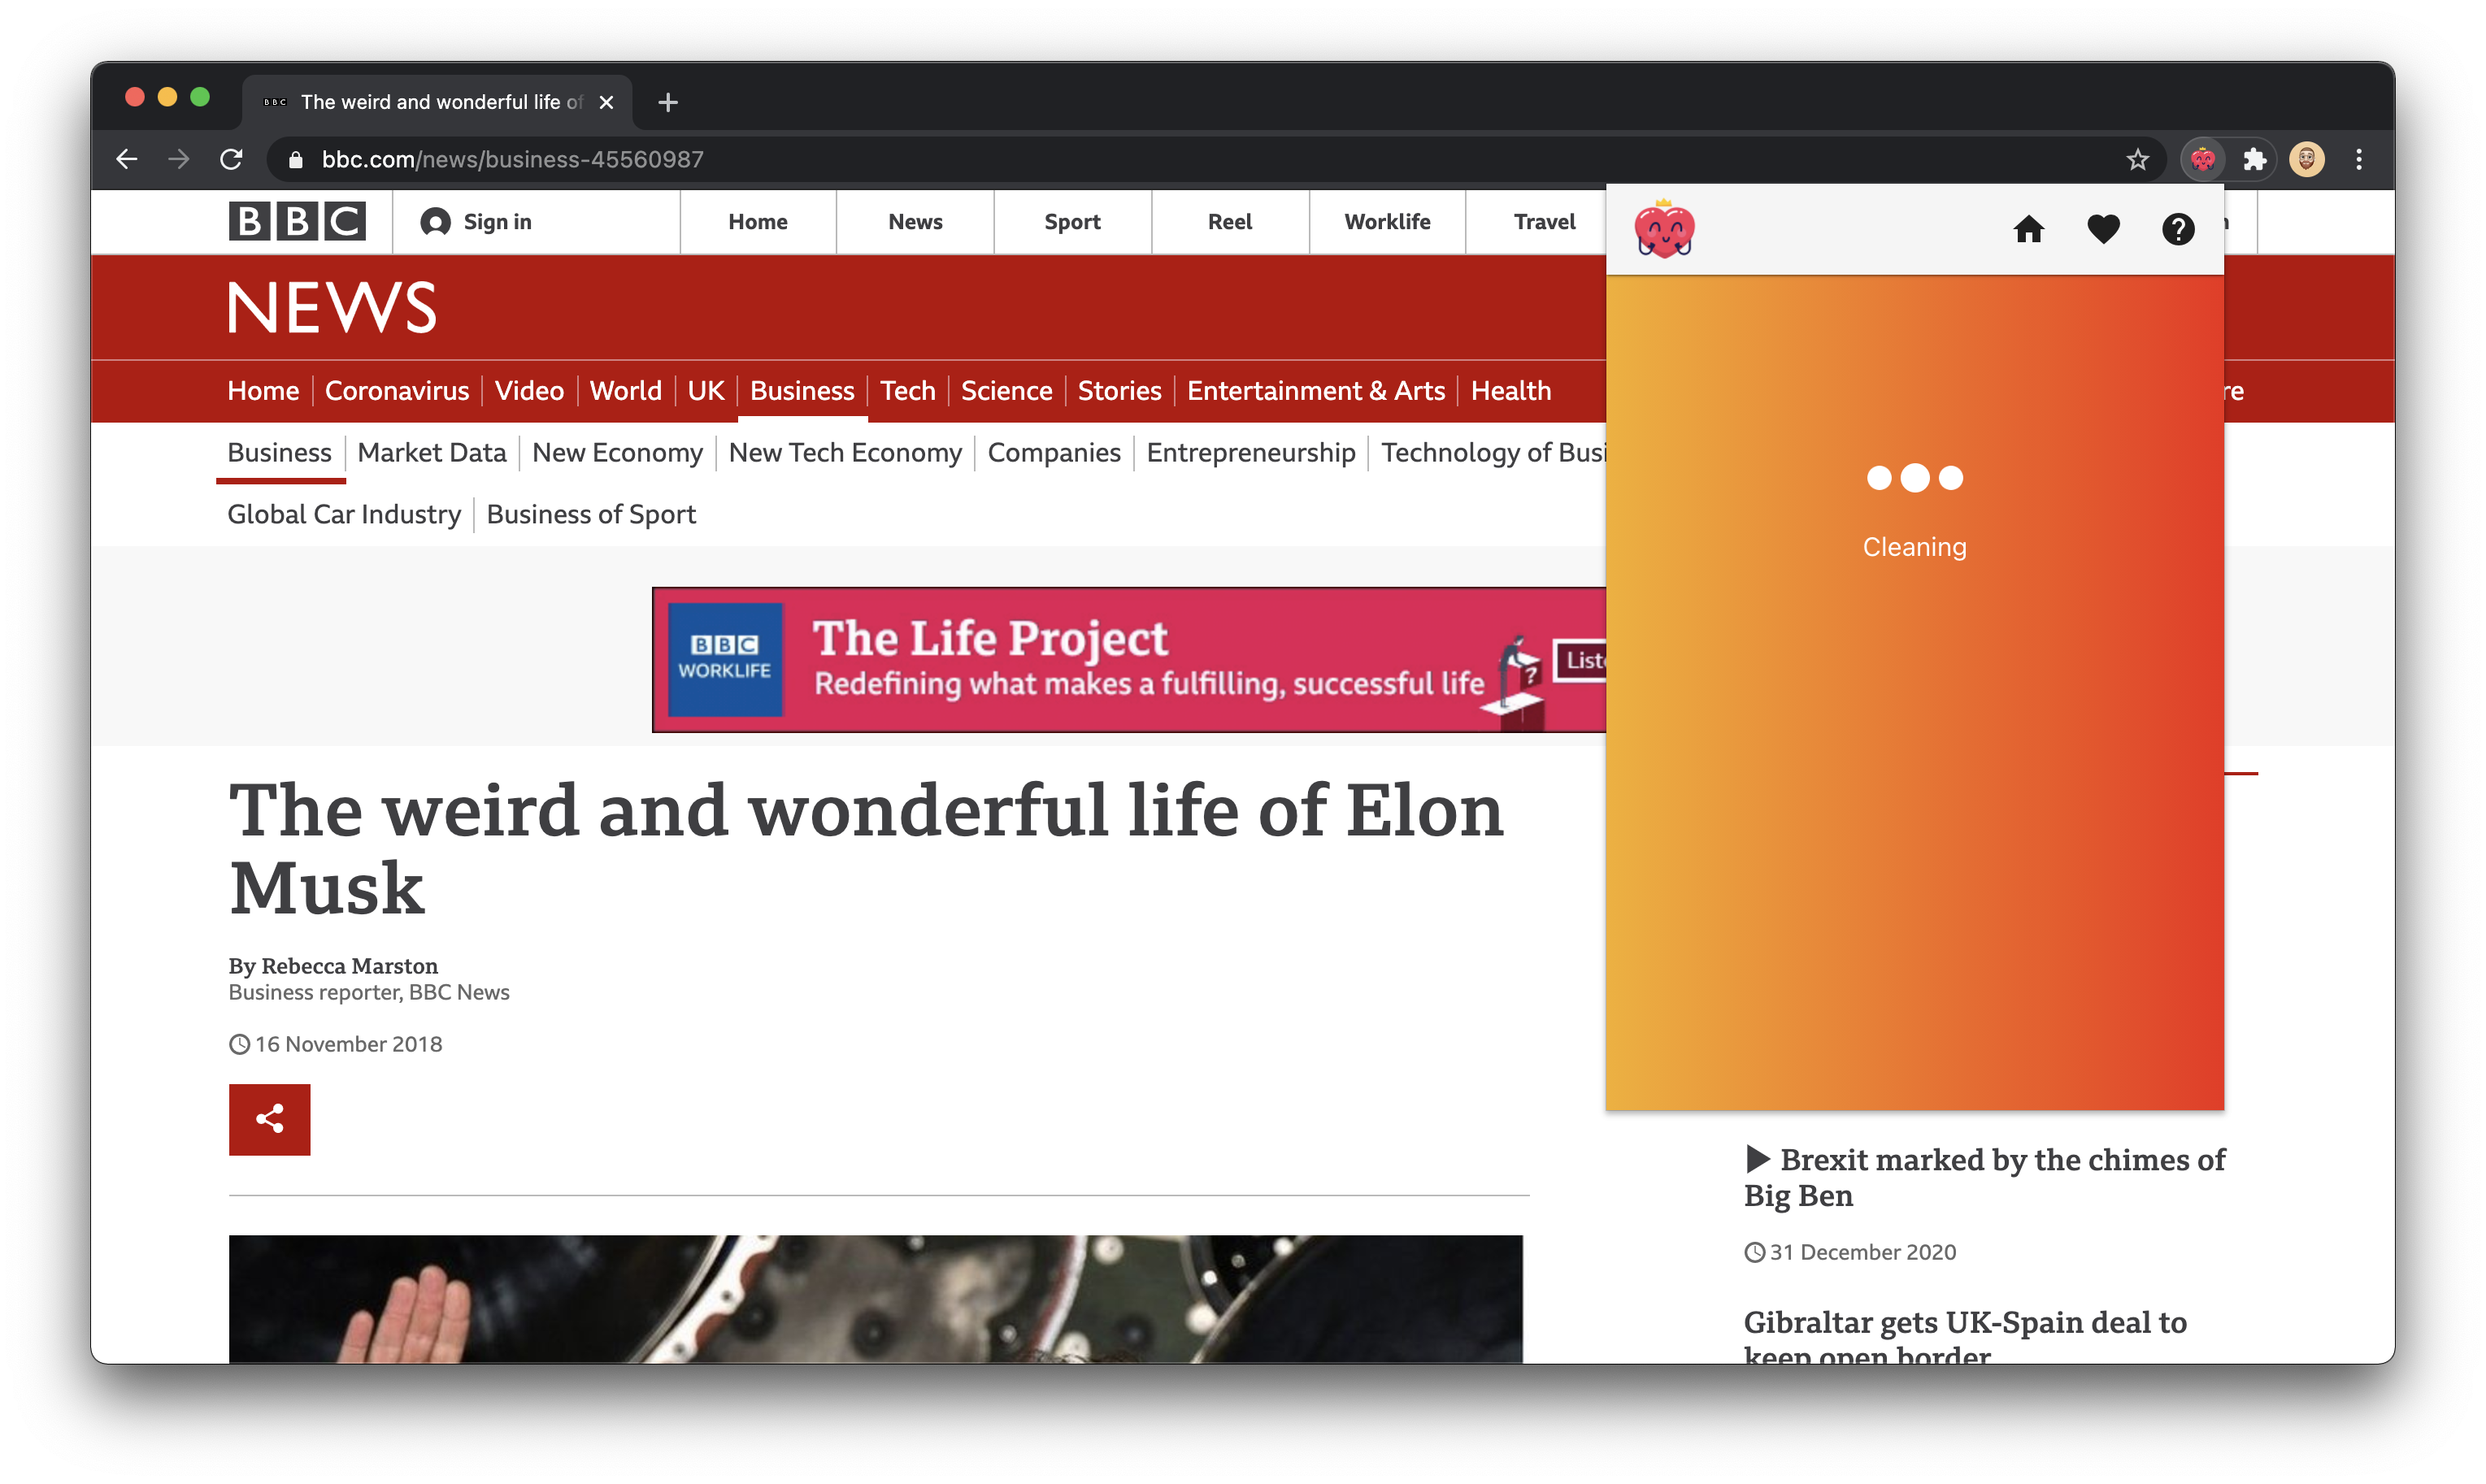 BBC The weird and wonderful life of
bbc.com/news/business-45560987
BBC Sign in Home News Sport Reel Worklife Travel
NEWS
Home Coronavirus Video World UK Business Tech Science Stories Entertainment & Arts Health
Business Market Data New Economy New Tech Economy Companies Entrepreneurship Technology of Busi
Global Car Industry Business of Sport
Cleaning
BBC
WORKLIFE
The Life Project
Redefining what makes a fulfilling, successful life
?
List
The weird and wonderful life of Elon
Musk
By Rebecca Marston
Business reporter, BBC News
16 November 2018
Brexit marked by the chimes of
Big Ben
31 December 2020
Gibraltar gets UK-Spain deal to
keep open border